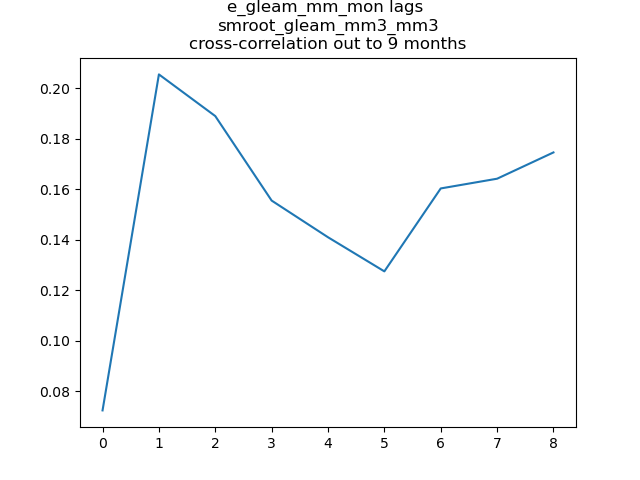 e_gleam_mm_mon lags
smroot_gleam_mm3_mm3
cross-correlation out to 9 months
0.20
0.18
0.16
0.14
0.12
0.10
0.08
0 1 2 3 4 5 6 7 8